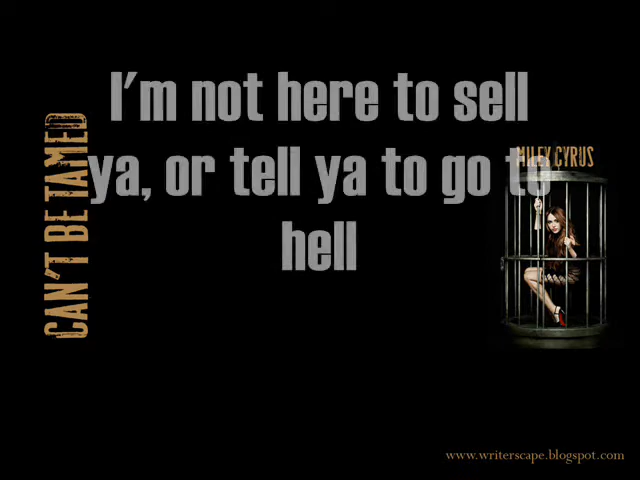 I'm not here to sell
ya, or tell ya to go to
hell
CAN'T BE TAMED
MILEY CYRUS
www.writerscape.blogspot.com